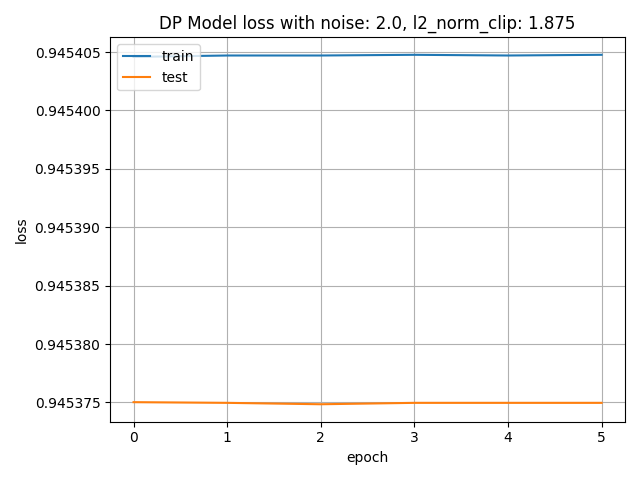 DP Model loss with noise: 2.0, l2_norm_clip: 1.875
train
test
0.945405
0.945400
0.945395
0.945390
0.945385
0.945380
0.945375
loss
0 1 2 3 4 5
epoch